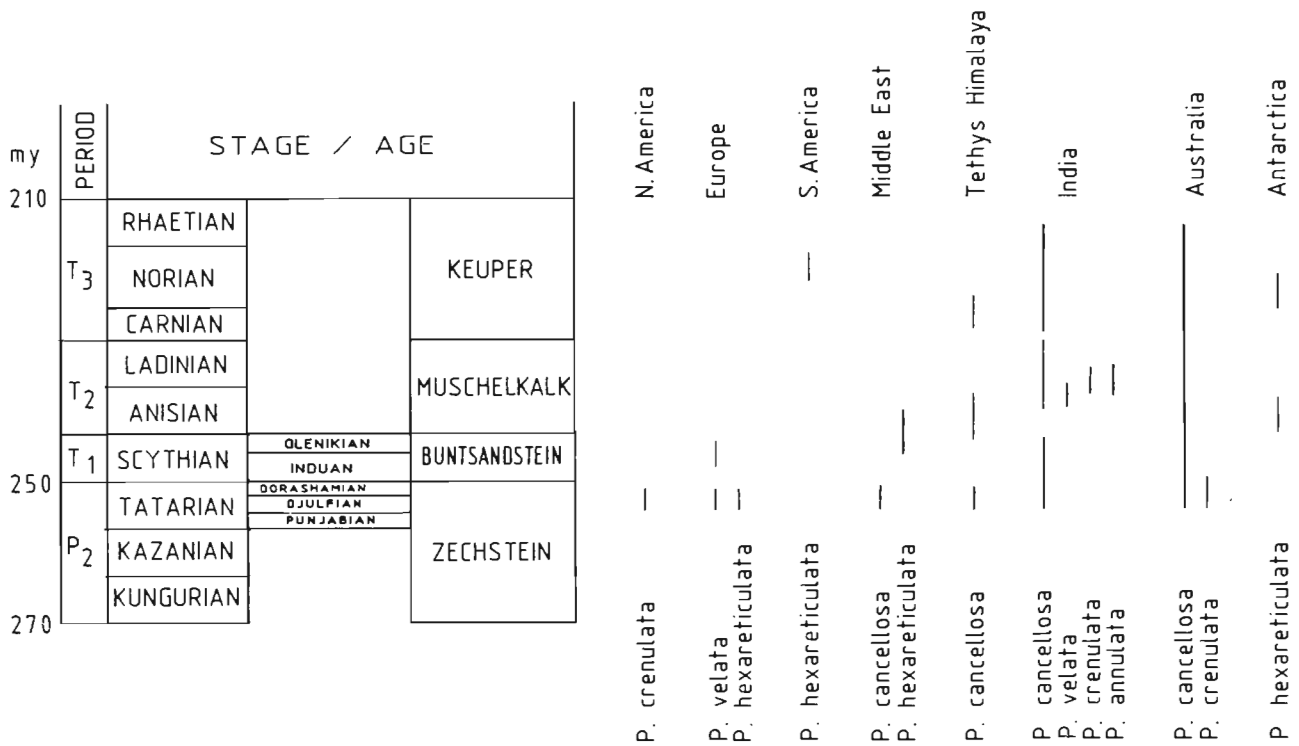 my
PERIOD
STAGE / AGE
210
250
270
T3
T2
T1
P2
RHAETIAN
NORIAN
CARNIAN
LADINIAN
ANISIAN
SCYTHIAN
TATARIAN
KAZANIAN
KUNGURIAN
OLENIKIAN
INDUAN
DORASHAMIAN
DJULFIAN
PUNJABIAN
KEUPER
MUSCHELKALK
BUNTSANDSTEIN
ZECHSTEIN
N. America
Europe
S. America
Middle East
Tethys Himalaya
India
Australia
Antarctica
P. crenulata
P. velata
P. hexareticulata
P. hexareticulata
P. cancellosa
P. hexareticulata
P. cancellosa
P. cancellosa
P. velata
P. crenulata
P. annulata
P. cancellosa
P. crenulata
P hexareticulata